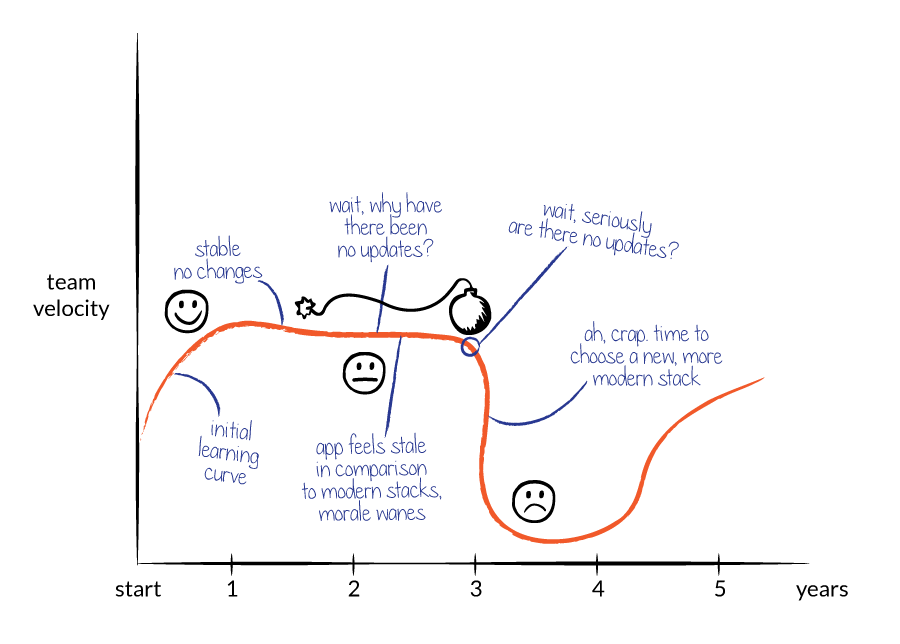 wait, why have
there been
no updates?
wait, seriously
are there no updates?
stable
no changes
team
velocity
ah, crap. time to
choose a new, more
modern stack
initial
learning
curve
app feels stale
in comparison
to modern stacks,
morale wanes
start 1 2 3 4 5 years